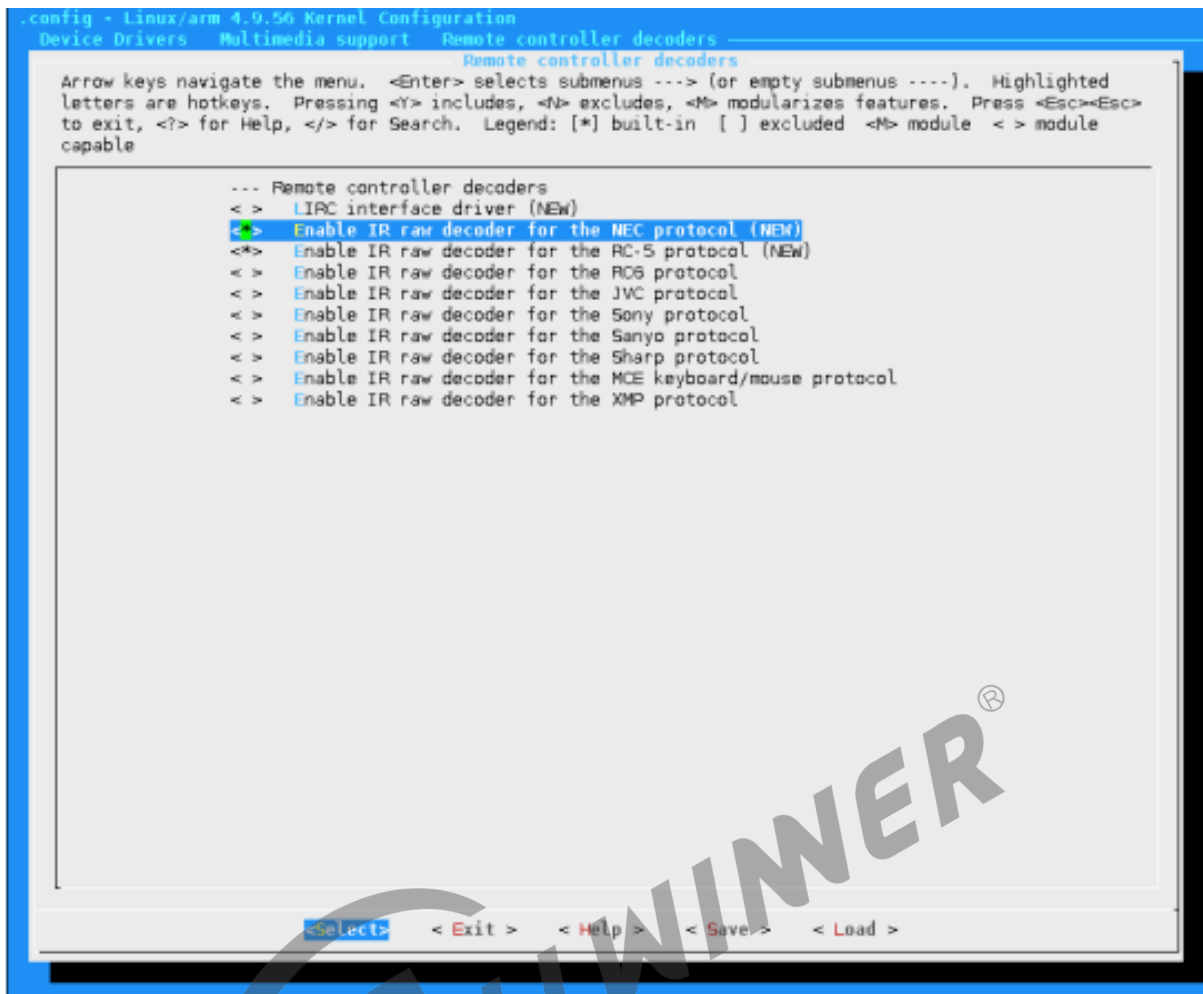 .config - Linux/arm 4.9.56 Kernel Configuration
Device Drivers Multimedia support Remote controller decoders
Remote controller decoders
Arrow keys navigate the menu. <Enter> selects submenus ---> (or empty submenus ----). Highlighted
letters are hotkeys. Pressing <Y> includes, <N> excludes, <M> modularizes features. Press <Esc><Esc>
to exit, <?> for Help, </> for Search. Legend: [*] built-in [ ] excluded <M> module < > module
capable
--- Remote controller decoders
< > LIRC interface driver (NEW)
<*> Enable IR raw decoder for the NEC protocol (NEW)
<*> Enable IR raw decoder for the RC-5 protocol (NEW)
< > Enable IR raw decoder for the RC6 protocol
< > Enable IR raw decoder for the JVC protocol
< > Enable IR raw decoder for the Sony protocol
< > Enable IR raw decoder for the Sanyo protocol
< > Enable IR raw decoder for the Sharp protocol
< > Enable IR raw decoder for the MCE keyboard/mouse protocol
< > Enable IR raw decoder for the XMP protocol
<Select> < Exit > < Help > < Save > < Load >